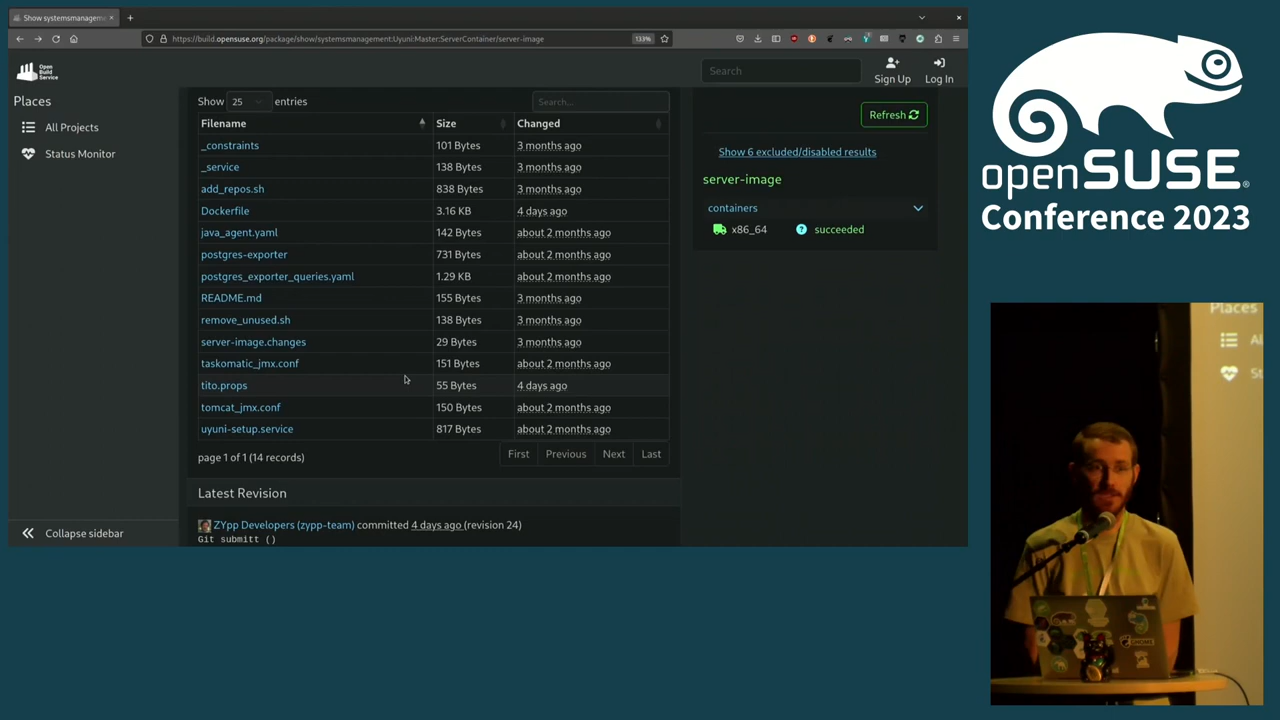 Show systemsmanagem
https://build.opensuse.org/package/show/systemsmanagement:Uyuni:Master:ServerContainer/server-image
133%
Open Build Service
Search
Sign Up
Log In
Places
All Projects
Status Monitor
Collapse sidebar
Show 25 entries
Search...
Filename Size Changed
_constraints 101 Bytes 3 months ago
_service 138 Bytes 3 months ago
add_repos.sh 838 Bytes 3 months ago
Dockerfile 3.16 KB 4 days ago
java_agent.yaml 142 Bytes about 2 months ago
postgres-exporter 731 Bytes about 2 months ago
postgres_exporter_queries.yaml 1.29 KB about 2 months ago
README.md 155 Bytes 3 months ago
remove_unused.sh 138 Bytes 3 months ago
server-image.changes 29 Bytes 3 months ago
taskomatic_jmx.conf 151 Bytes about 2 months ago
tito.props 55 Bytes 4 days ago
tomcat_jmx.conf 150 Bytes about 2 months ago
uyuni-setup.service 817 Bytes about 2 months ago
page 1 of 1 (14 records)
First Previous Next Last
Latest Revision
ZYpp Developers (zypp-team) committed 4 days ago (revision 24)
Git submitt ()
Refresh
Show 6 excluded/disabled results
server-image
containers
x86_64 succeeded
openSUSE
Conference 2023
Places
GNOME